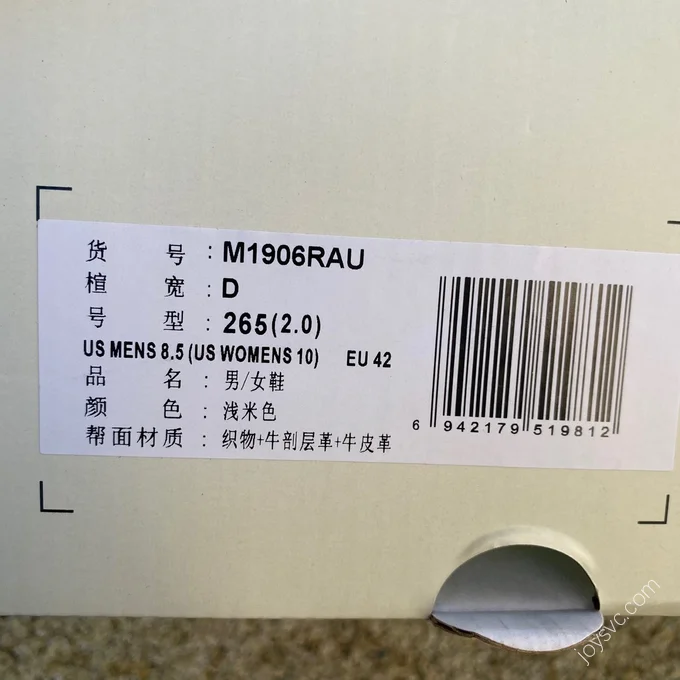 货 号 : M1906RAU
楦 宽 : D
号 型 : 265(2.0)
US MENS 8.5 (US WOMENS 10) EU 42
品 名 : 男/女鞋
颜 色 : 浅米色
帮面材质 : 织物+牛剖层革+牛皮革
6 942179 519812
joysvc.com